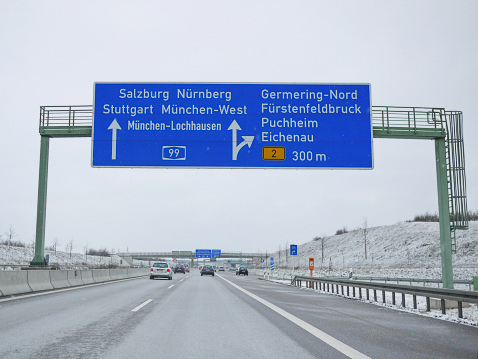 Salzburg Nürnberg
Stuttgart München-West
München-Lochhausen
99
Germering-Nord
Fürstenfeldbruck
Puchheim
Eichenau
2 300 m